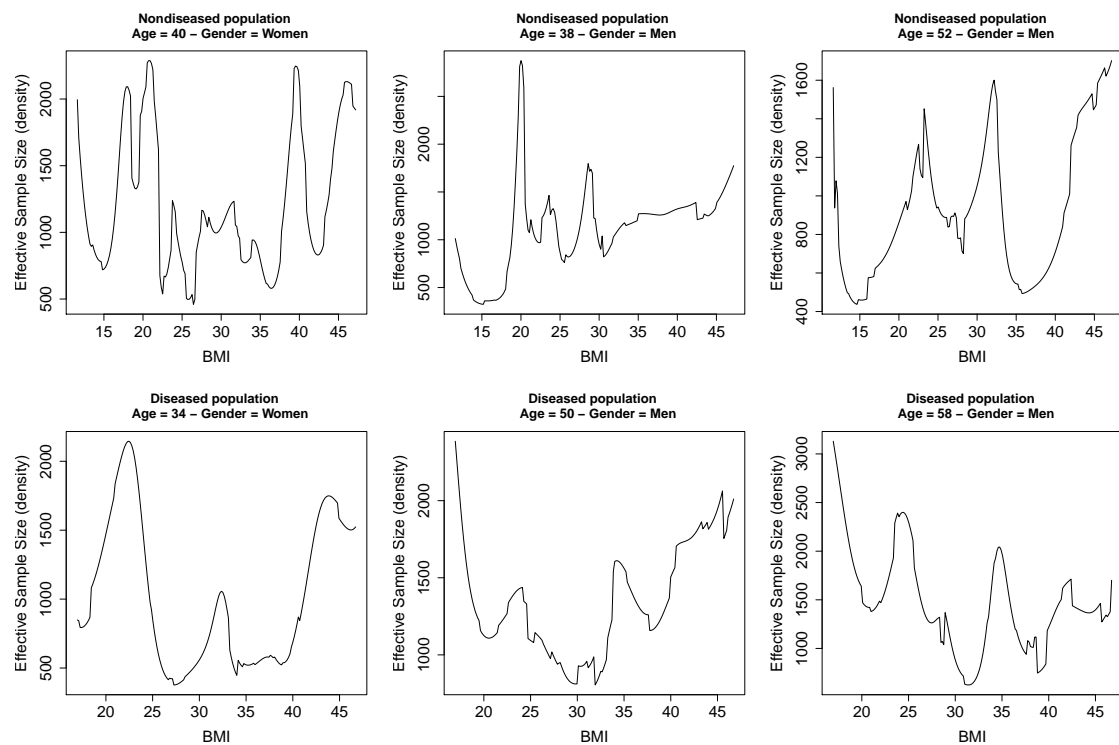 Nondiseased population
Age = 40 – Gender = Women
Effective Sample Size (density)
500 1000 1500 2000
15 20 25 30 35 40 45
BMI
Nondiseased population
Age = 38 – Gender = Men
Effective Sample Size (density)
500 1000 2000
15 20 25 30 35 40 45
BMI
Nondiseased population
Age = 52 – Gender = Men
Effective Sample Size (density)
400 800 1200 1600
15 20 25 30 35 40 45
BMI
Diseased population
Age = 34 – Gender = Women
Effective Sample Size (density)
500 1000 1500 2000
20 25 30 35 40 45
BMI
Diseased population
Age = 50 – Gender = Men
Effective Sample Size (density)
1000 1500 2000
20 25 30 35 40 45
BMI
Diseased population
Age = 58 – Gender = Men
Effective Sample Size (density)
1000 1500 2000 2500 3000
20 25 30 35 40 45
BMI